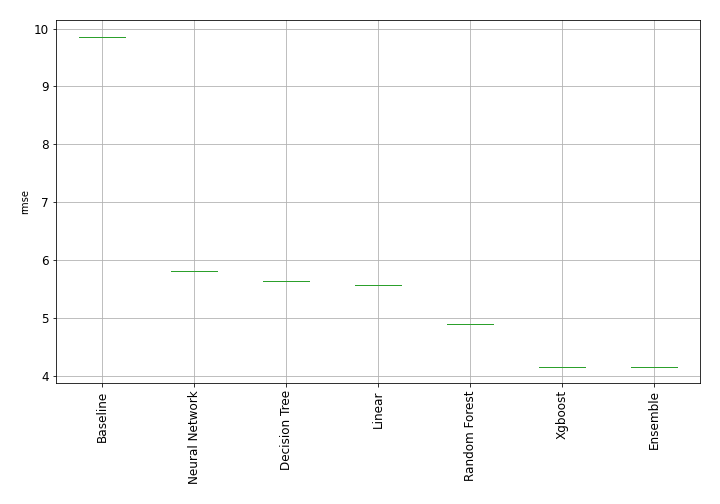 10
9
8
7
6
5
4
rmse
Baseline
Neural Network
Decision Tree
Linear
Random Forest
Xgboost
Ensemble